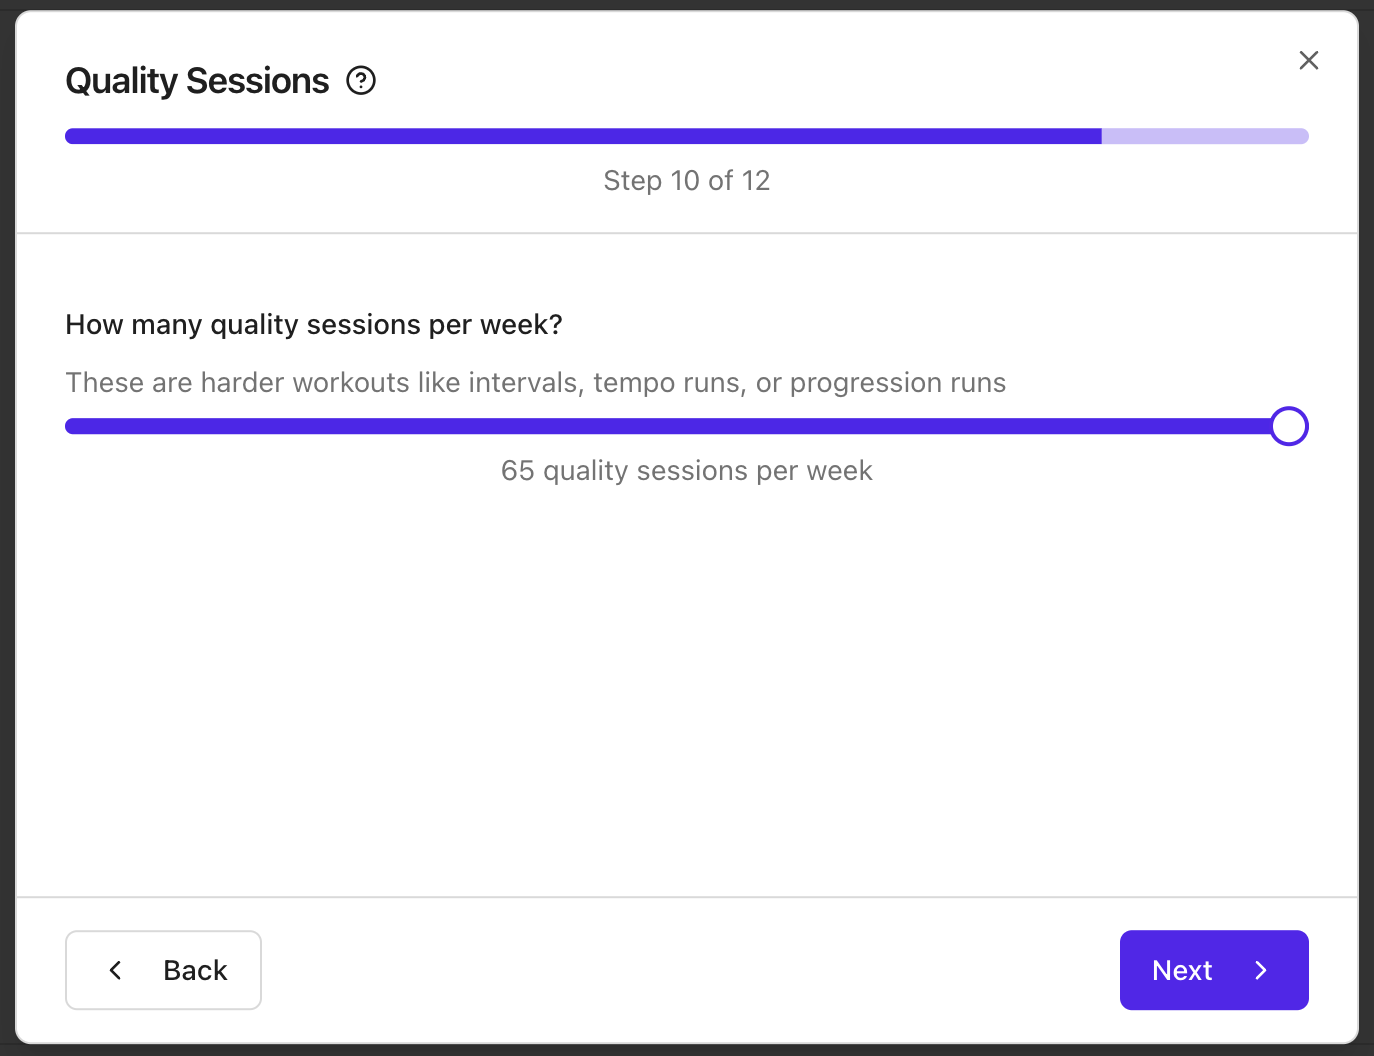 Quality Sessions
Step 10 of 12
How many quality sessions per week?
These are harder workouts like intervals, tempo runs, or progression runs
65 quality sessions per week
Back
Next